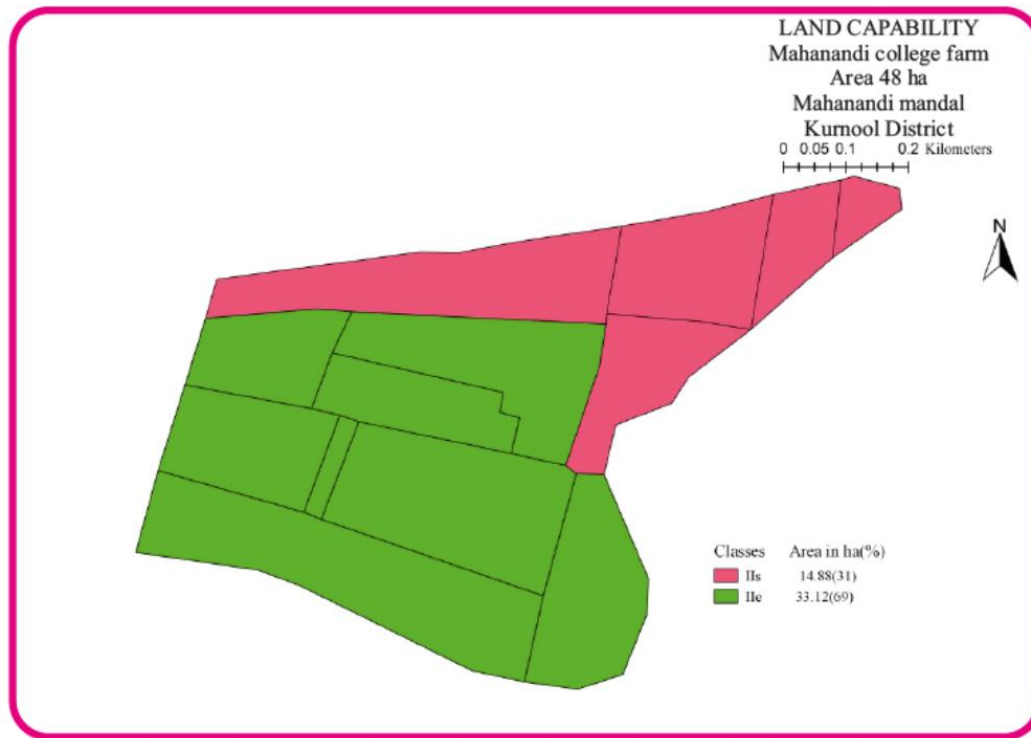 LAND CAPABILITY
Mahanandi college farm
Area 48 ha
Mahanandi mandal
Kurnool District
0 0.05 0.1 0.2 Kilometers
N
Classes Area in ha(%)
IIs 14.88(31)
IIe 33.12(69)